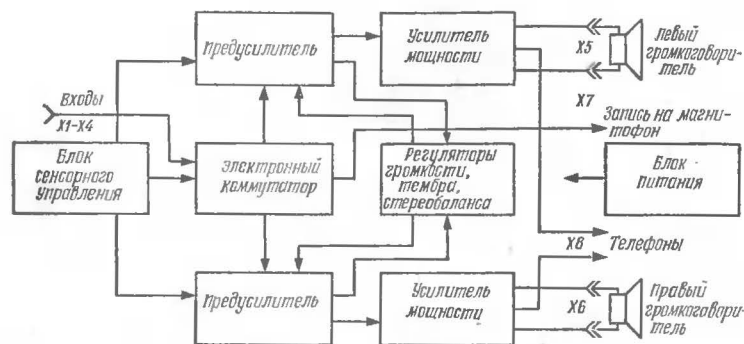 Предусилитель
Усилитель
мощности
X5
Левый
громкоговори-
тель
Входы
X1-X4
X7
Запись на магни-
тофон
Блок
сенсорного
управления
Электронный
коммутатор
Регуляторы
громкости,
тембра,
стереобаланса
Блок
питания
X8
Телефоны
Предусилитель
Усилитель
мощности
X6
Правый
громкоговори-
тель